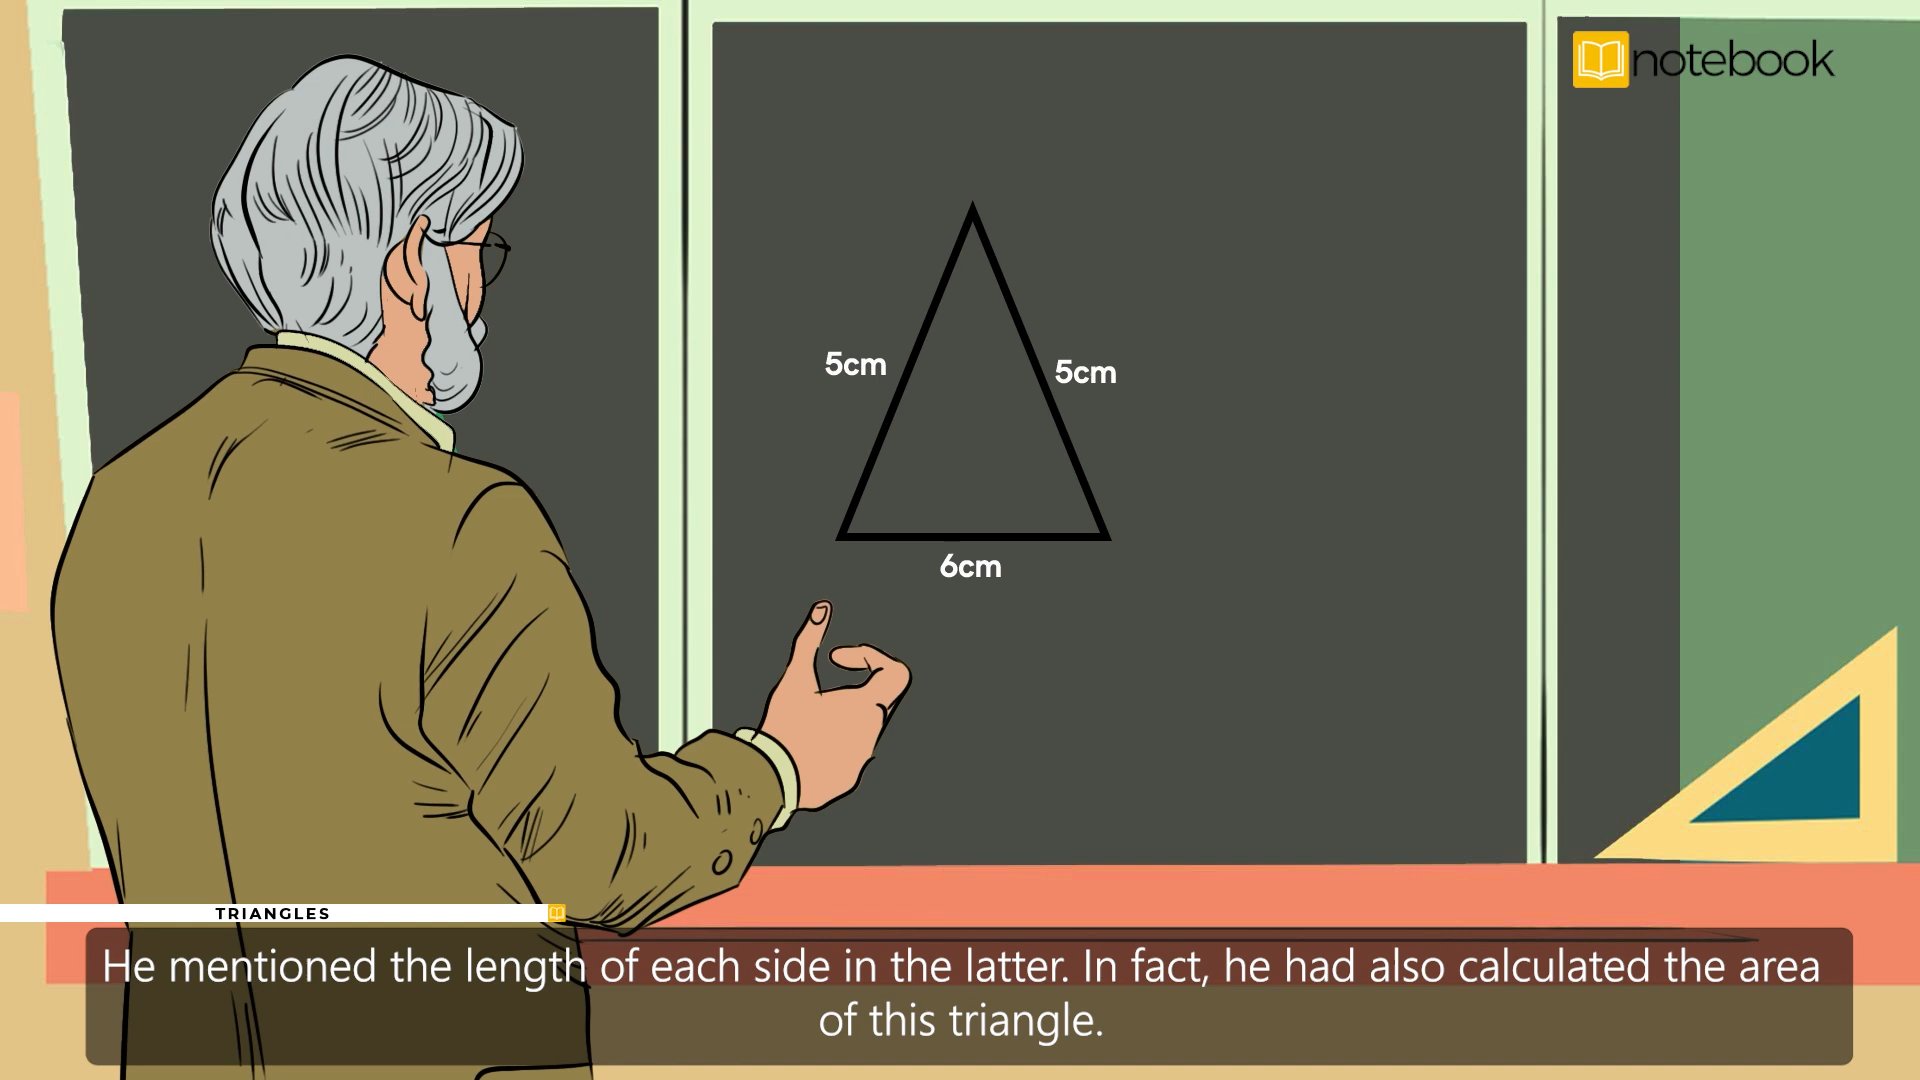 notebook
5cm
5cm
6cm
TRIANGLES
He mentioned the length of each side in the latter. In fact, he had also calculated the area
of this triangle.